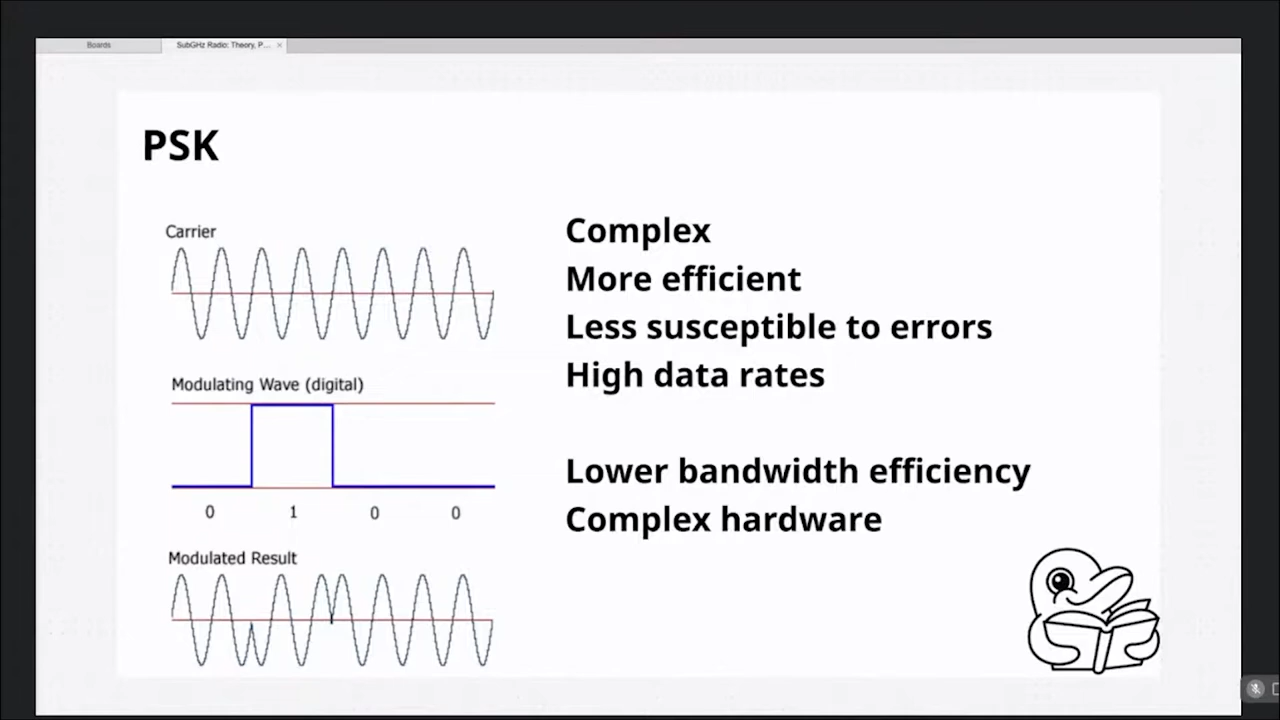 Boards
SubGHz Radio: Theory, P...
PSK
Carrier
Modulating Wave (digital)
0 1 0 0
Modulated Result
Complex
More efficient
Less susceptible to errors
High data rates
Lower bandwidth efficiency
Complex hardware